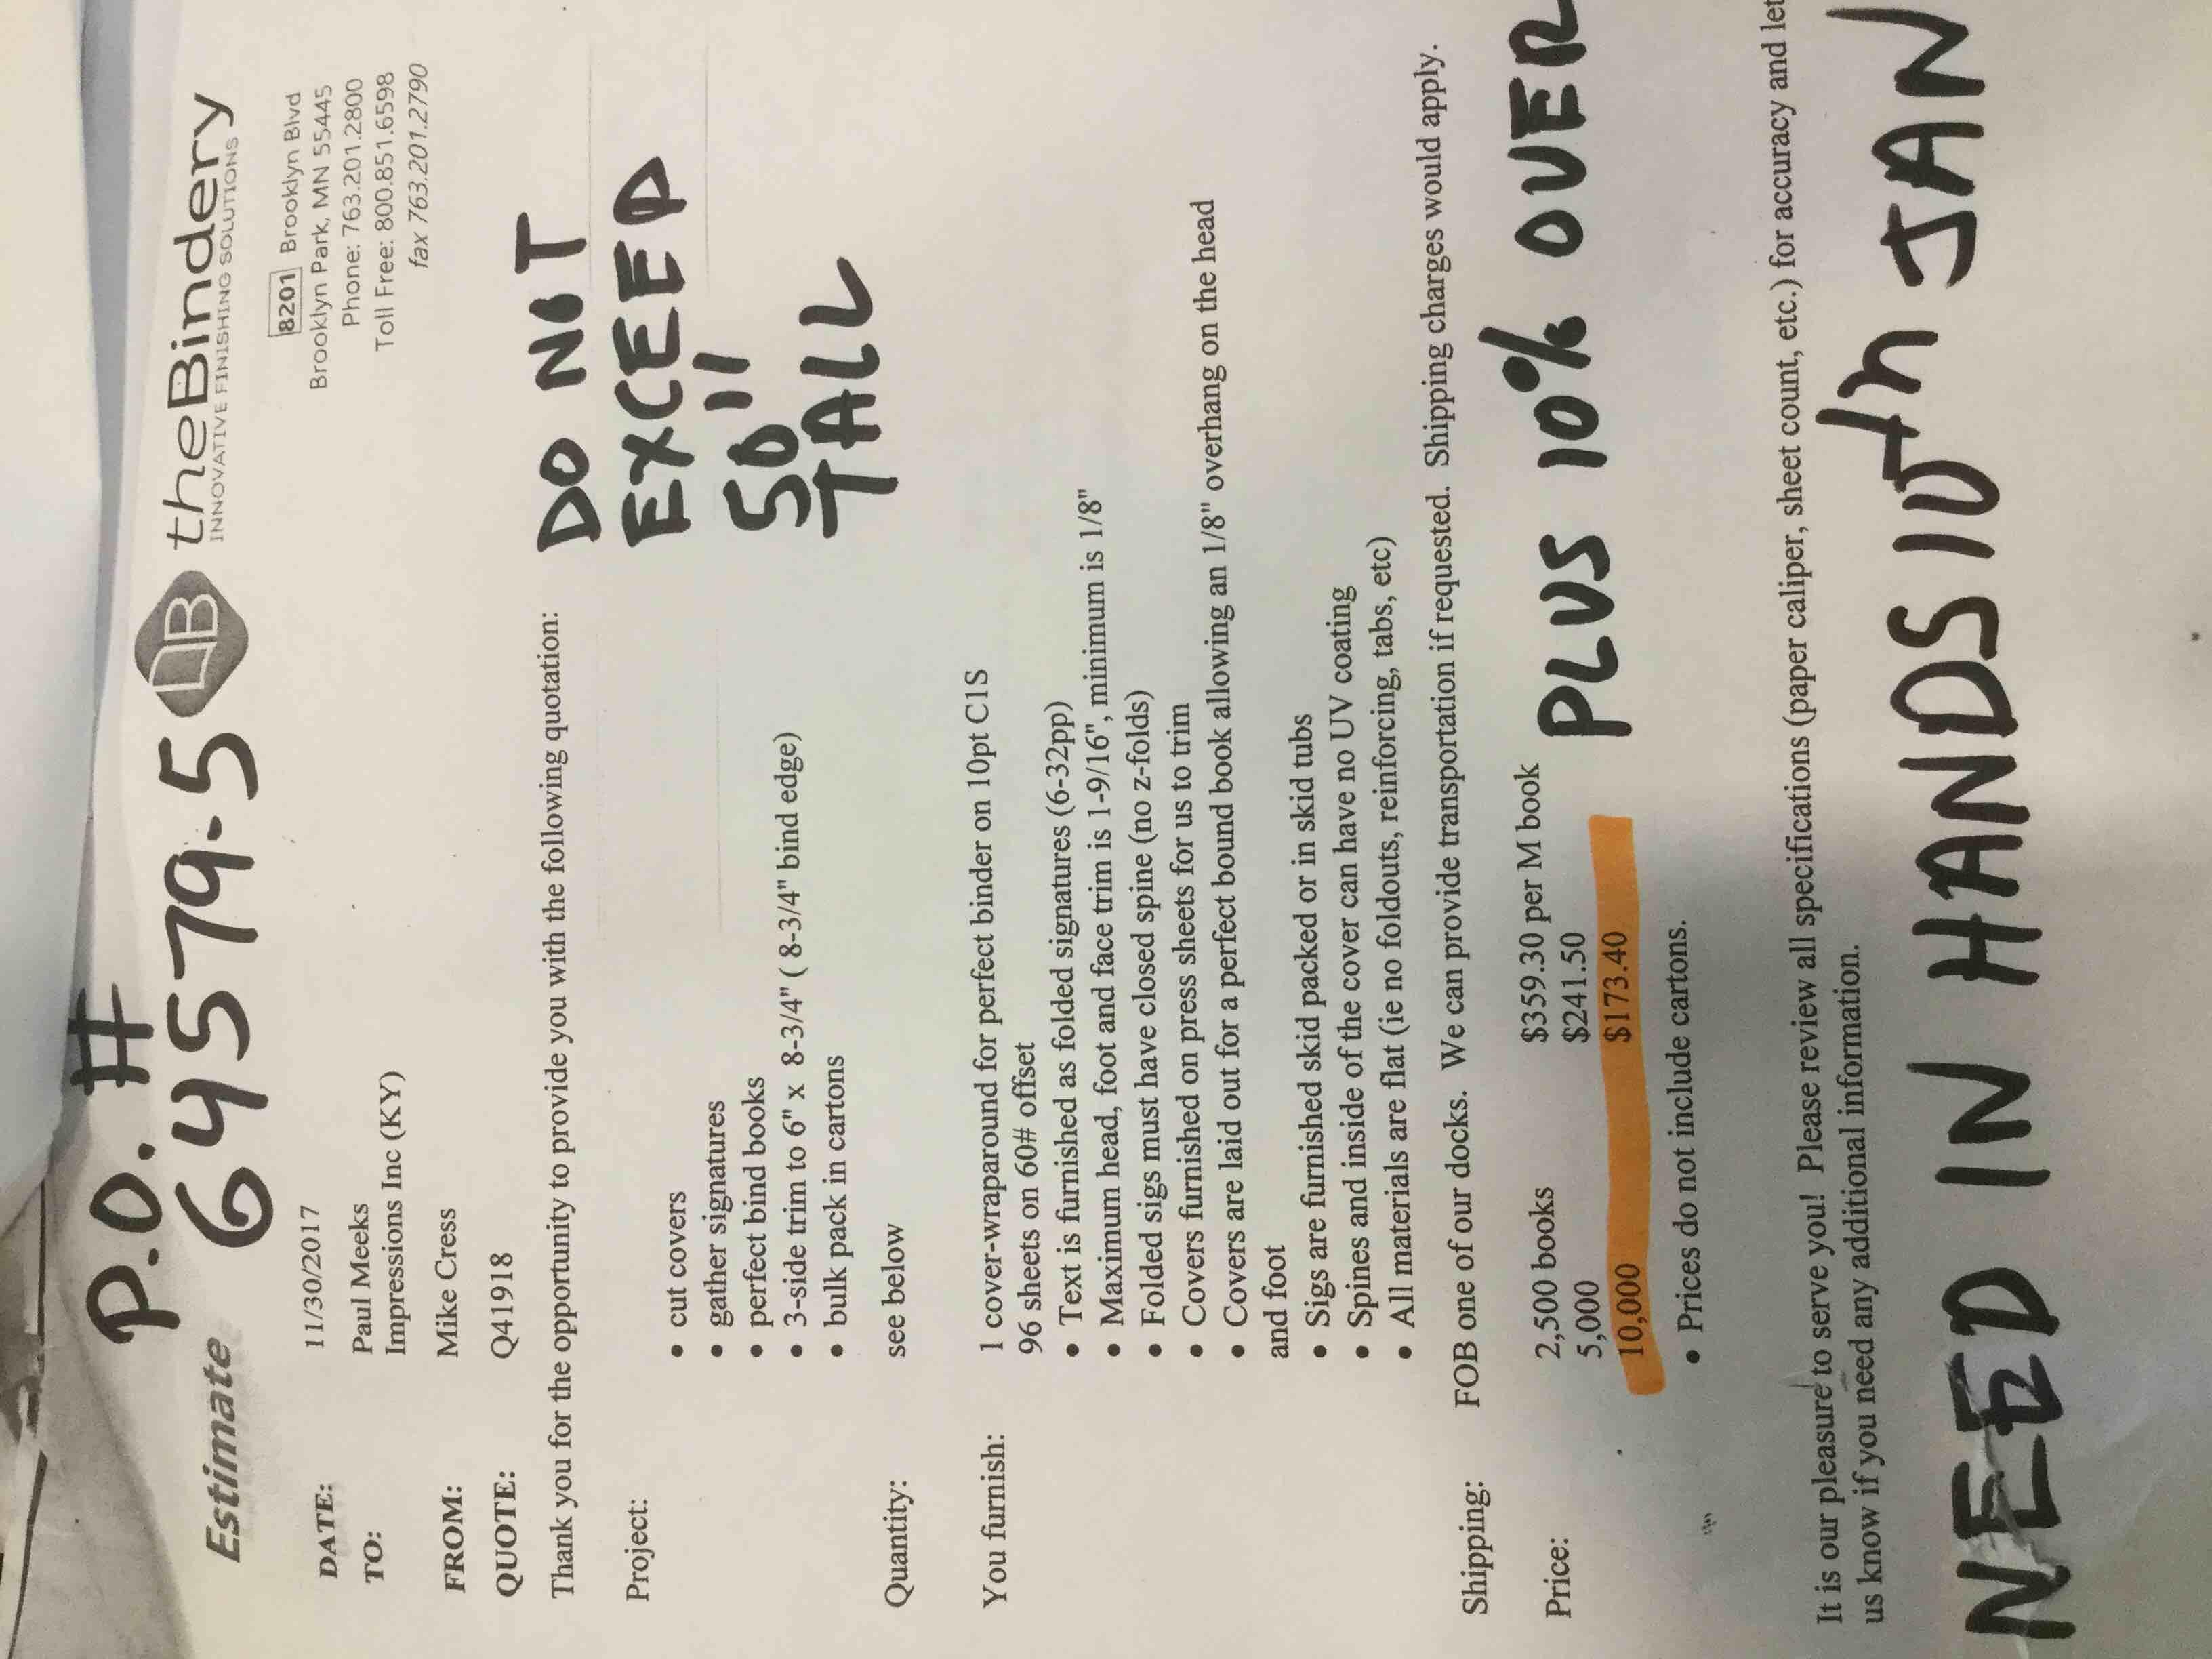 P.O. #
64579-5
Estimate
B theBindery
INNOVATIVE FINISHING SOLUTIONS
8201 Brooklyn Blvd
Brooklyn Park, MN 55445
Phone: 763.201.2800
Toll Free: 800.851.6598
fax 763.201.2790
DATE: 11/30/2017
TO: Paul Meeks
Impressions Inc (KY)
FROM: Mike Cress
QUOTE: Q41918
Thank you for the opportunity to provide you with the following quotation:
DO NOT
EXCEED
50"
TALL
Project:
• cut covers
• gather signatures
• perfect bind books
• 3-side trim to 6" x 8-3/4" ( 8-3/4" bind edge)
• bulk pack in cartons
Quantity: see below
You furnish: 1 cover-wraparound for perfect binder on 10pt C1S
96 sheets on 60# offset
• Text is furnished as folded signatures (6-32pp)
• Maximum head, foot and face trim is 1-9/16", minimum is 1/8"
• Folded sigs must have closed spine (no z-folds)
• Covers furnished on press sheets for us to trim
• Covers are laid out for a perfect bound book allowing an 1/8" overhang on the head
and foot
• Sigs are furnished skid packed or in skid tubs
• Spines and inside of the cover can have no UV coating
• All materials are flat (ie no foldouts, reinforcing, tabs, etc)
Shipping: FOB one of our docks. We can provide transportation if requested. Shipping charges would apply.
Price: 2,500 books $359.30 per M book
5,000 $241.50
10,000 $173.40
PLUS 10% OVER
• Prices do not include cartons.
It is our pleasure to serve you! Please review all specifications (paper caliper, sheet count, etc.) for accuracy and let
us know if you need any additional information.
NEED IN HANDS 10th JAN